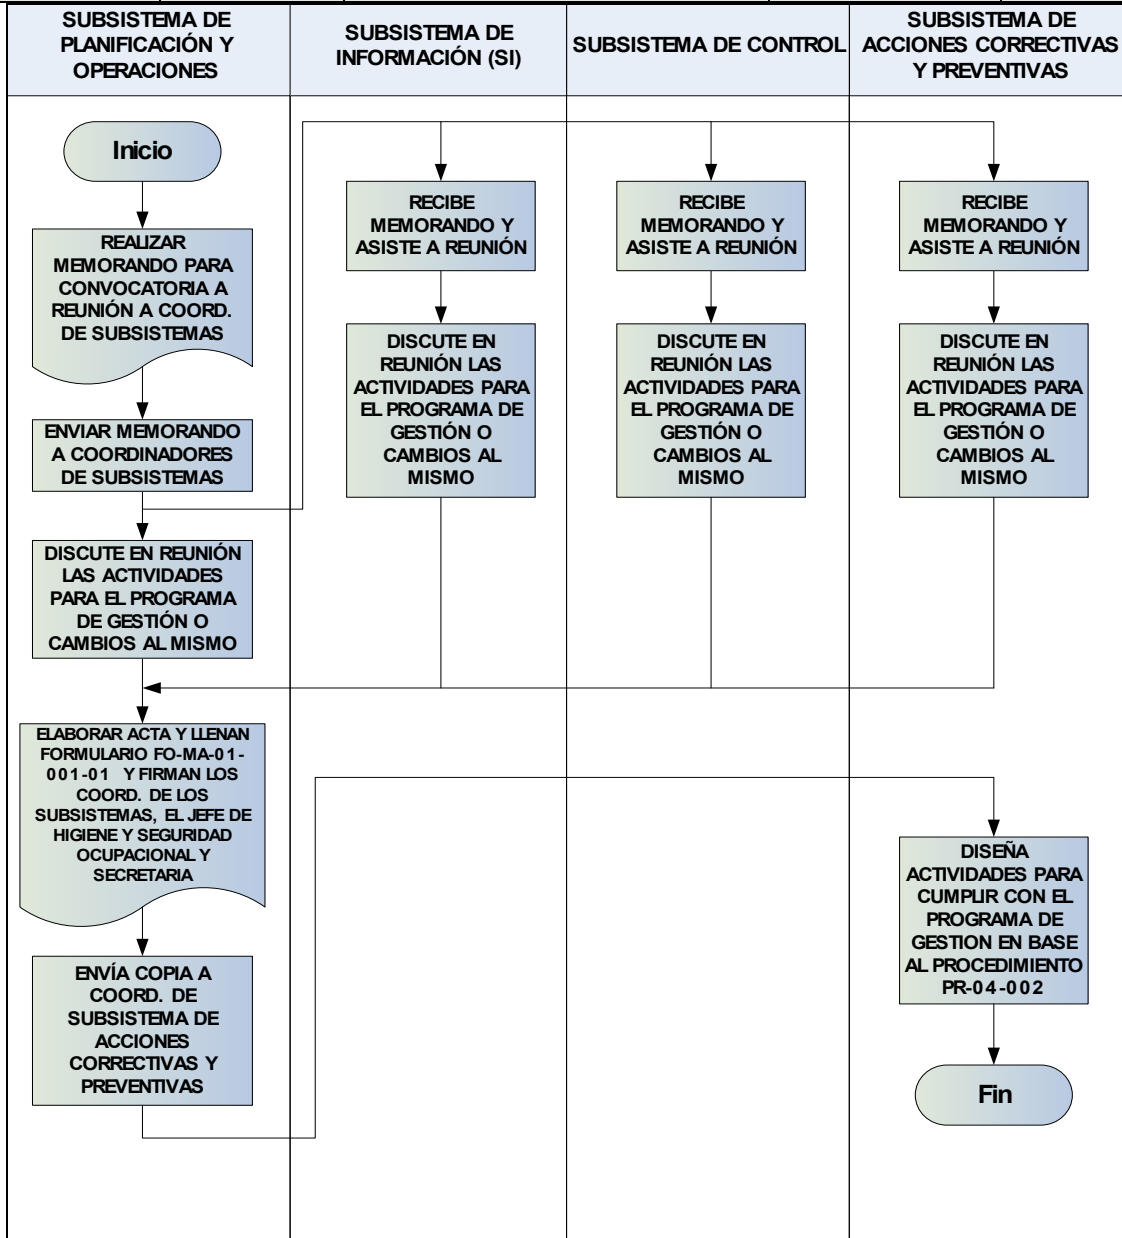 SUBSISTEMA DE
PLANIFICACIÓN Y
OPERACIONES
SUBSISTEMA DE
INFORMACIÓN (SI)
SUBSISTEMA DE CONTROL
SUBSISTEMA DE
ACCIONES CORRECTIVAS
Y PREVENTIVAS
Inicio
REALIZAR
MEMORANDO PARA
CONVOCATORIA A
REUNIÓN A COORD.
DE SUBSISTEMAS
ENVIAR MEMORANDO
A COORDINADORES
DE SUBSISTEMAS
DISCUTE EN REUNIÓN
LAS ACTIVIDADES
PARA EL PROGRAMA
DE GESTIÓN O
CAMBIOS AL MISMO
ELABORAR ACTA Y LLENAN
FORMULARIO FO-MA-01-
001-01 Y FIRMAN LOS
COORD. DE LOS
SUBSISTEMAS, EL JEFE DE
HIGIENE Y SEGURIDAD
OCUPACIONAL Y
SECRETARIA
ENVÍA COPIA A
COORD. DE
SUBSISTEMA DE
ACCIONES
CORRECTIVAS Y
PREVENTIVAS
RECIBE
MEMORANDO Y
ASISTE A REUNIÓN
DISCUTE EN
REUNIÓN LAS
ACTIVIDADES PARA
EL PROGRAMA DE
GESTIÓN O
CAMBIOS AL
MISMO
RECIBE
MEMORANDO Y
ASISTE A REUNIÓN
DISCUTE EN
REUNIÓN LAS
ACTIVIDADES PARA
EL PROGRAMA DE
GESTIÓN O
CAMBIOS AL
MISMO
RECIBE
MEMORANDO Y
ASISTE A REUNIÓN
DISCUTE EN
REUNIÓN LAS
ACTIVIDADES PARA
EL PROGRAMA DE
GESTIÓN O
CAMBIOS AL
MISMO
DISEÑA
ACTIVIDADES PARA
CUMPLIR CON EL
PROGRAMA DE
GESTION EN BASE
AL PROCEDIMIENTO
PR-04-002
Fin